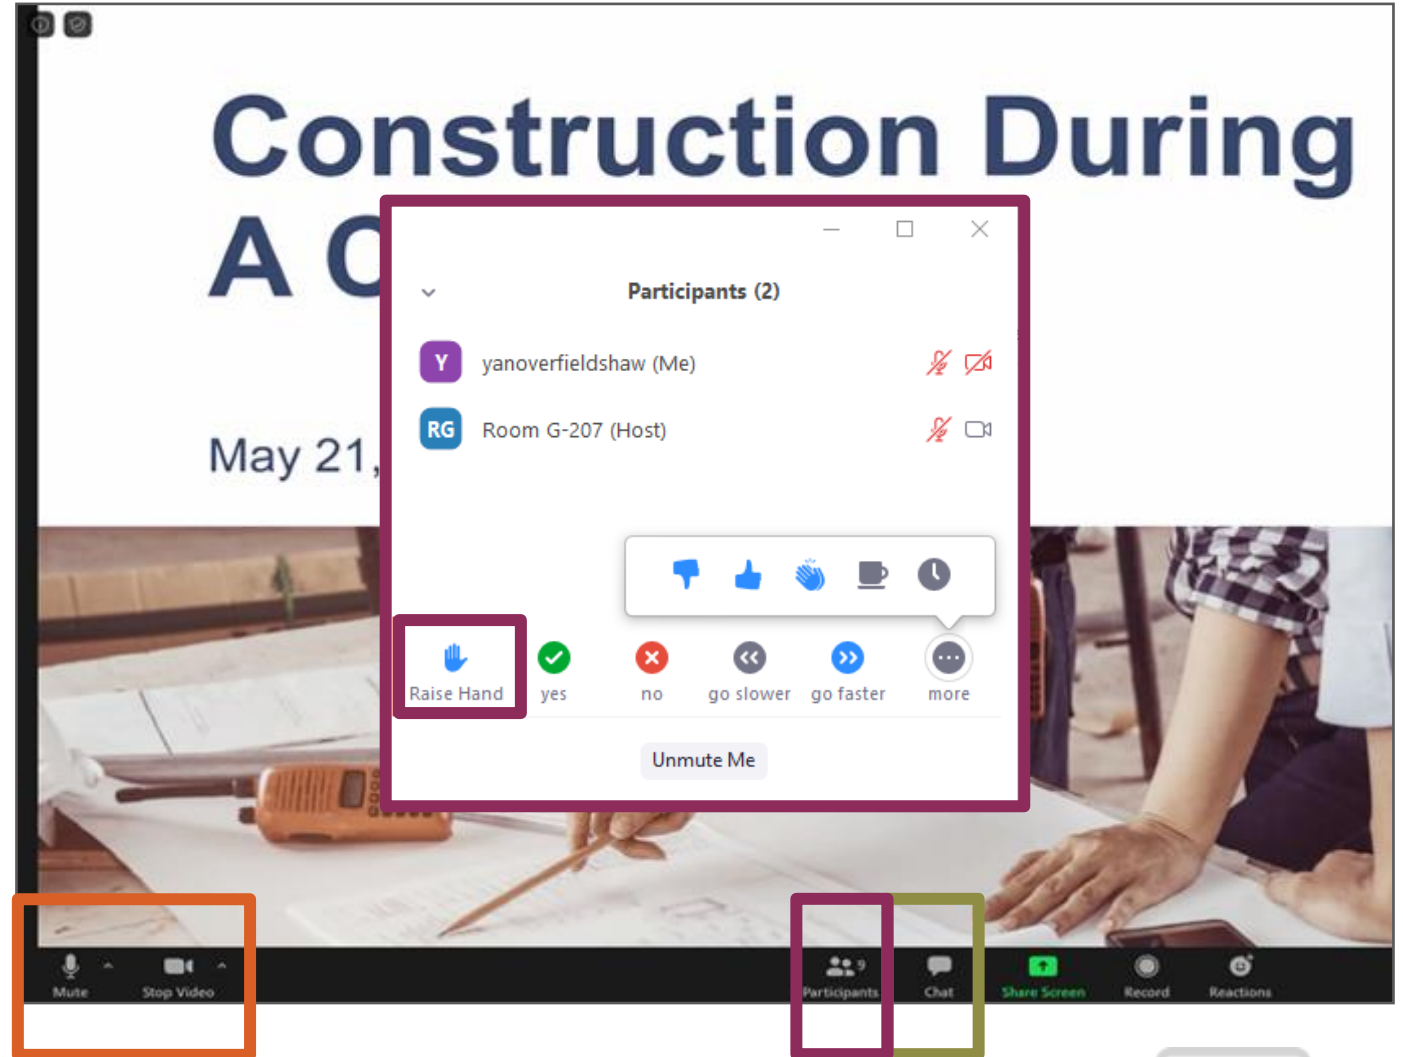 Construction During
A C
May 21,
Participants (2)
Y yanoverfieldshaw (Me)
RG Room G-207 (Host)
Raise Hand yes no go slower go faster more
Unmute Me
9
Mute Stop Video Participants Chat Share Screen Record Reactions